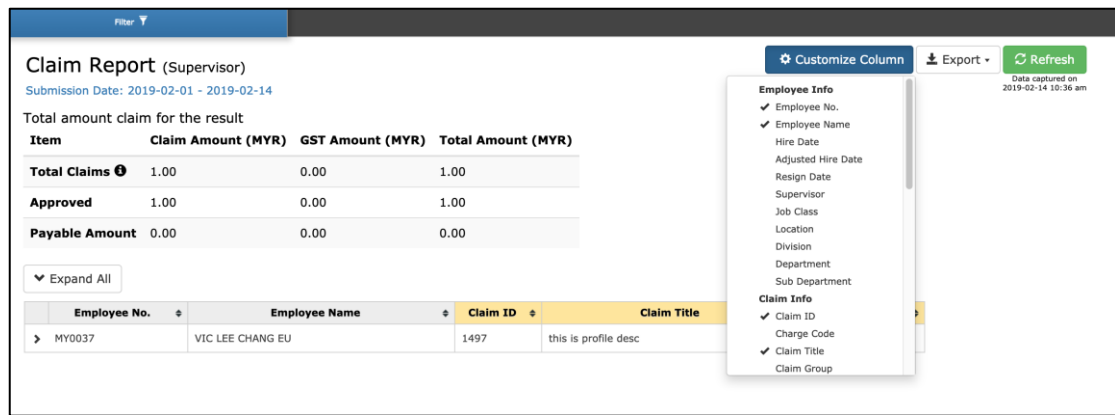 Filter
Claim Report (Supervisor)
Submission Date: 2019-02-01 - 2019-02-14
Customize Column
Export
Refresh
Data captured on
2019-02-14 10:36 am
Total amount claim for the result
Item Claim Amount (MYR) GST Amount (MYR) Total Amount (MYR)
Total Claims 1.00 0.00 1.00
Approved 1.00 0.00 1.00
Payable Amount 0.00 0.00 0.00
Expand All
Employee No. Employee Name Claim ID Claim Title
MY0037 VIC LEE CHANG EU 1497 this is profile desc
Employee Info
Employee No.
Employee Name
Hire Date
Adjusted Hire Date
Resign Date
Supervisor
Job Class
Location
Division
Department
Sub Department
Claim Info
Claim ID
Charge Code
Claim Title
Claim Group